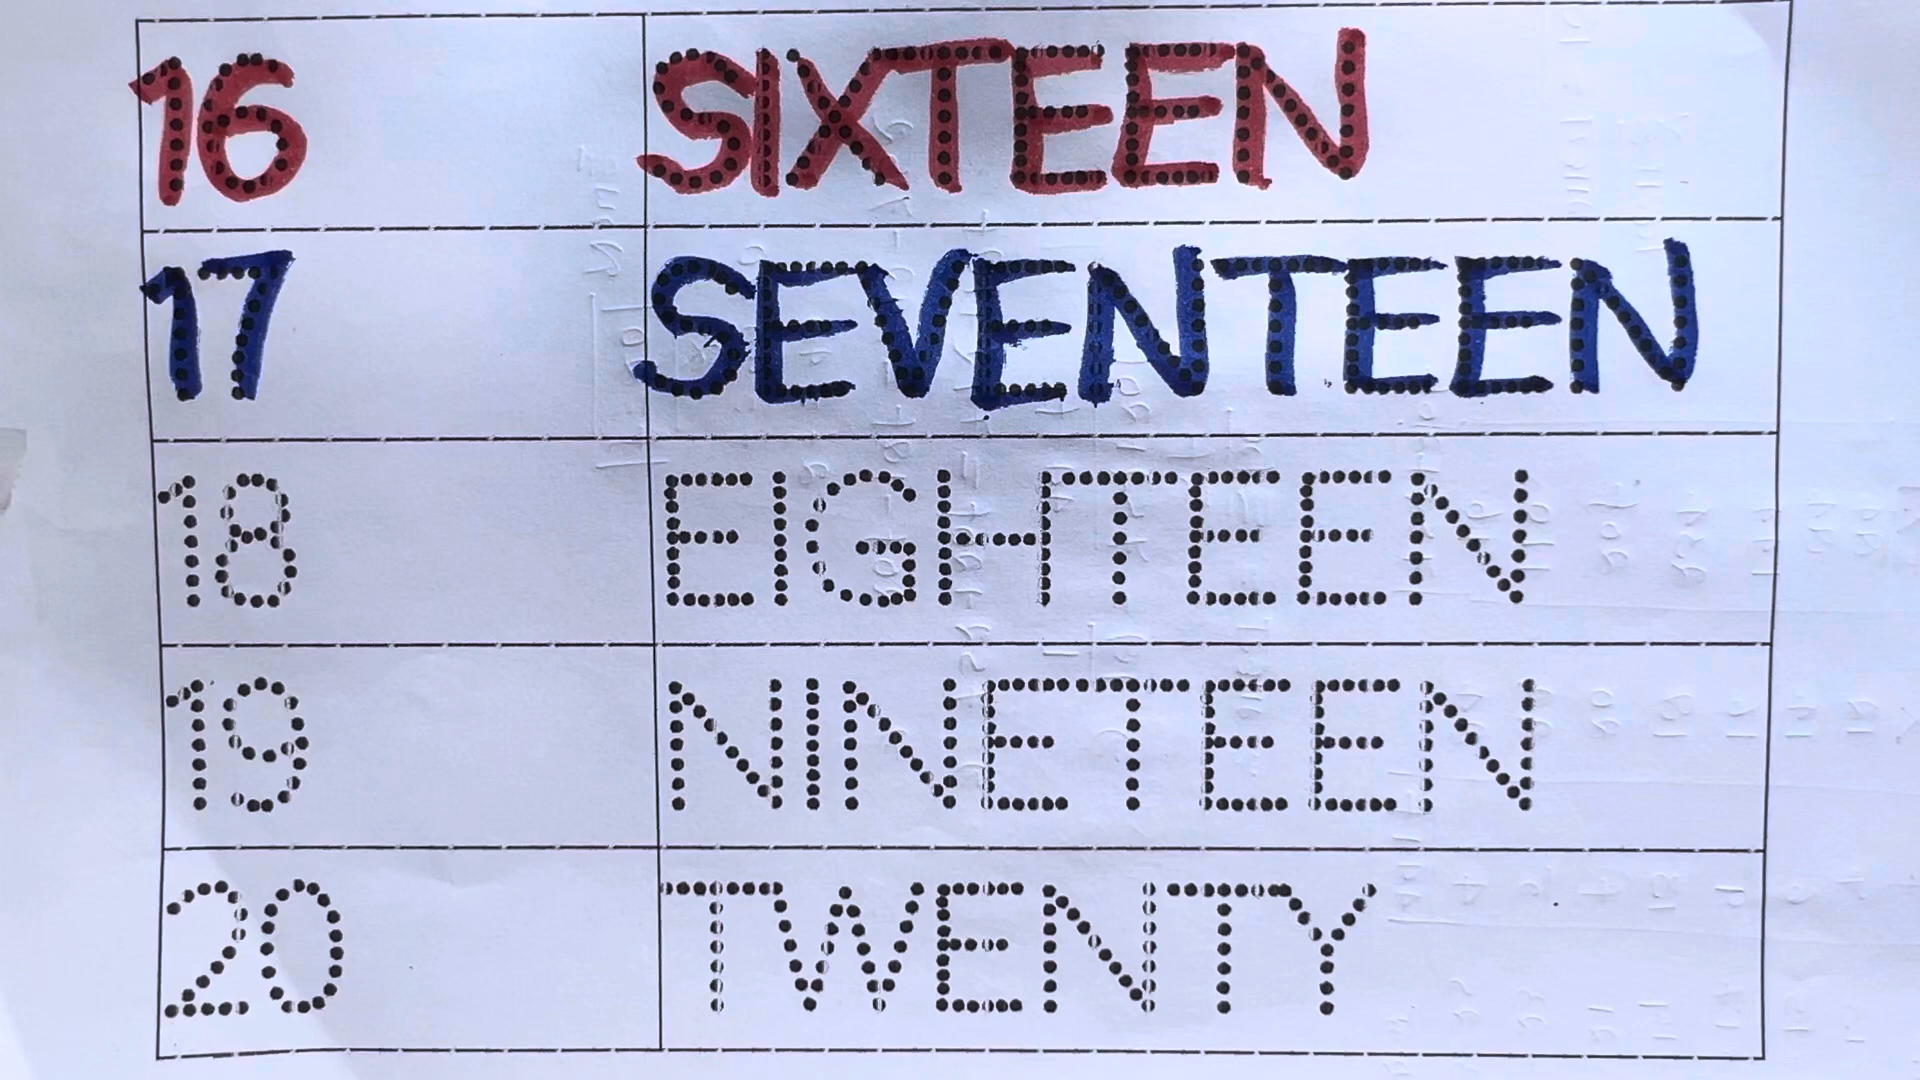 16 SIXTEEN
17 SEVENTEEN
18 EIGHTEEN
19 NINETEEN
20 TWENTY